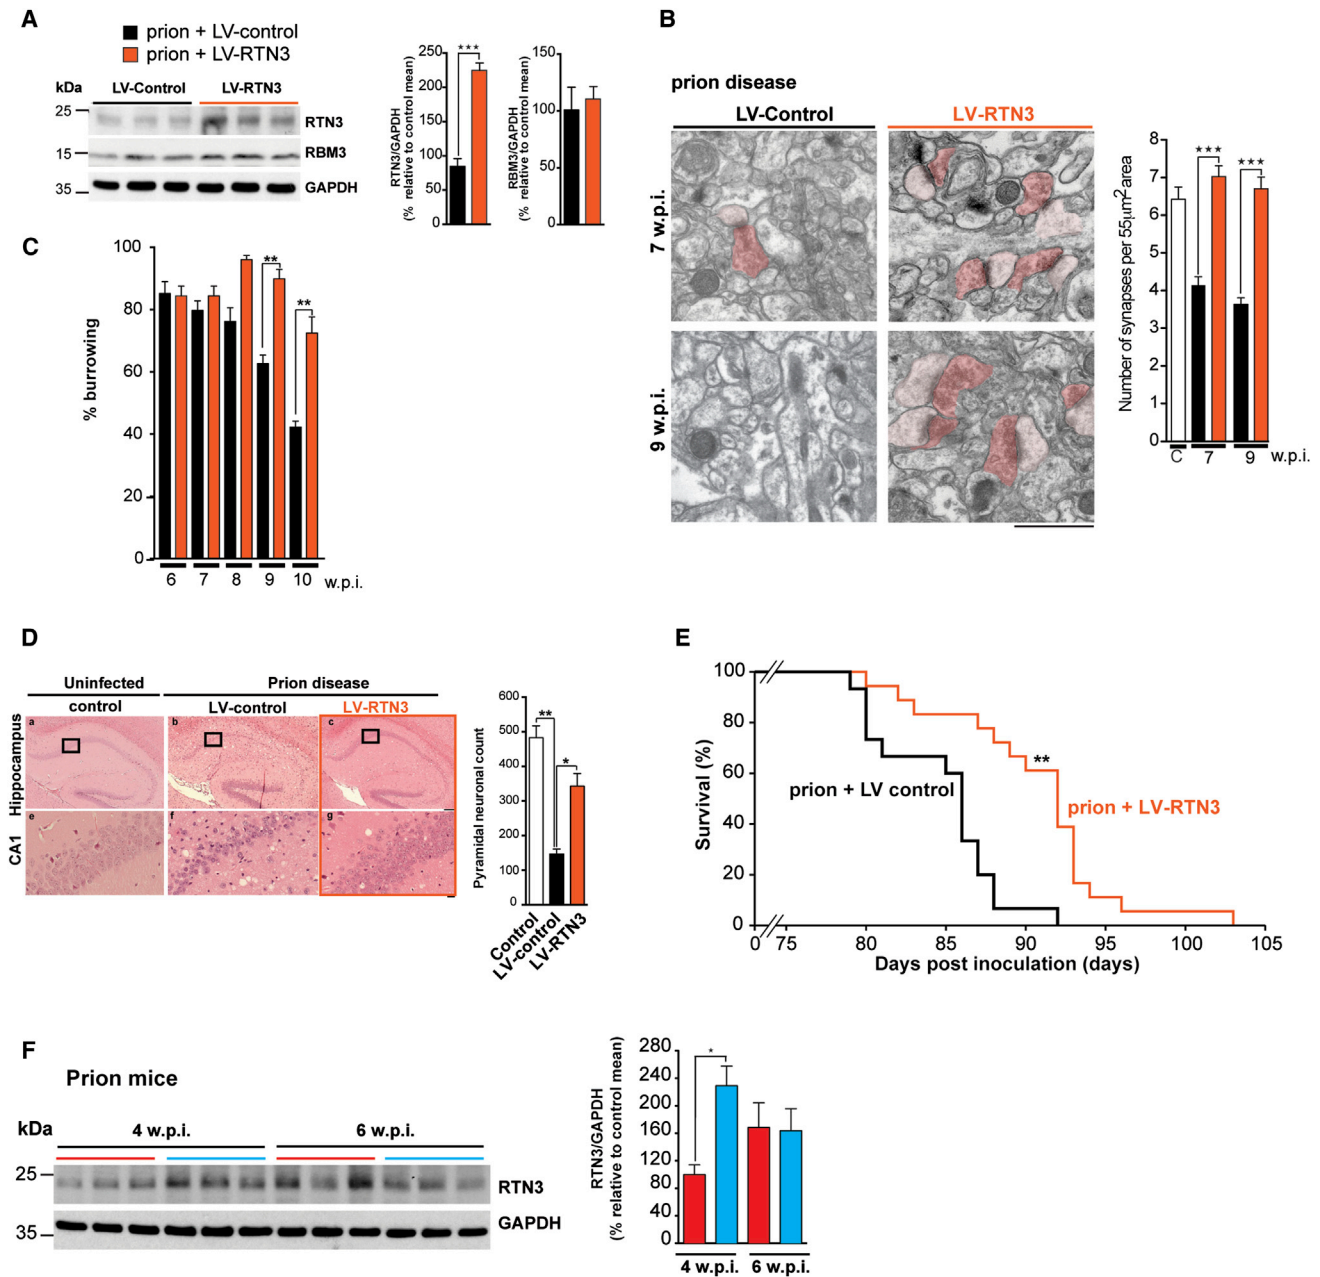 A
prion + LV-control
prion + LV-RTN3
kDa
LV-Control
LV-RTN3
25
RTN3
15
RBM3
35
GAPDH
RTN3/GAPDH
(% relative to control mean)
250
200
150
100
50
0
***
RBM3/GAPDH
(% relative to control mean)
150
100
50
0
B
prion disease
LV-Control
LV-RTN3
7 w.p.i.
9 w.p.i.
Number of synapses per 55µm² area
8
7
6
5
4
3
2
1
0
***
***
C
7
9
w.p.i.
C
% burrowing
100
80
60
40
20
0
**
**
6
7
8
9
10
w.p.i.
D
Uninfected
control
Prion disease
LV-control
LV-RTN3
Hippocampus
CA1
a
b
c
e
f
g
Pyramidal neuronal count
600
500
400
300
200
100
0
**
*
Control
LV-control
LV-RTN3
E
Survival (%)
100
80
60
40
20
0
**
prion + LV control
prion + LV-RTN3
0
75
80
85
90
95
100
105
Days post inoculation (days)
F
Prion mice
kDa
4 w.p.i.
6 w.p.i.
25
RTN3
35
GAPDH
RTN3/GAPDH
(% relative to control mean)
280
240
200
160
120
80
40
0
*
4 w.p.i.
6 w.p.i.